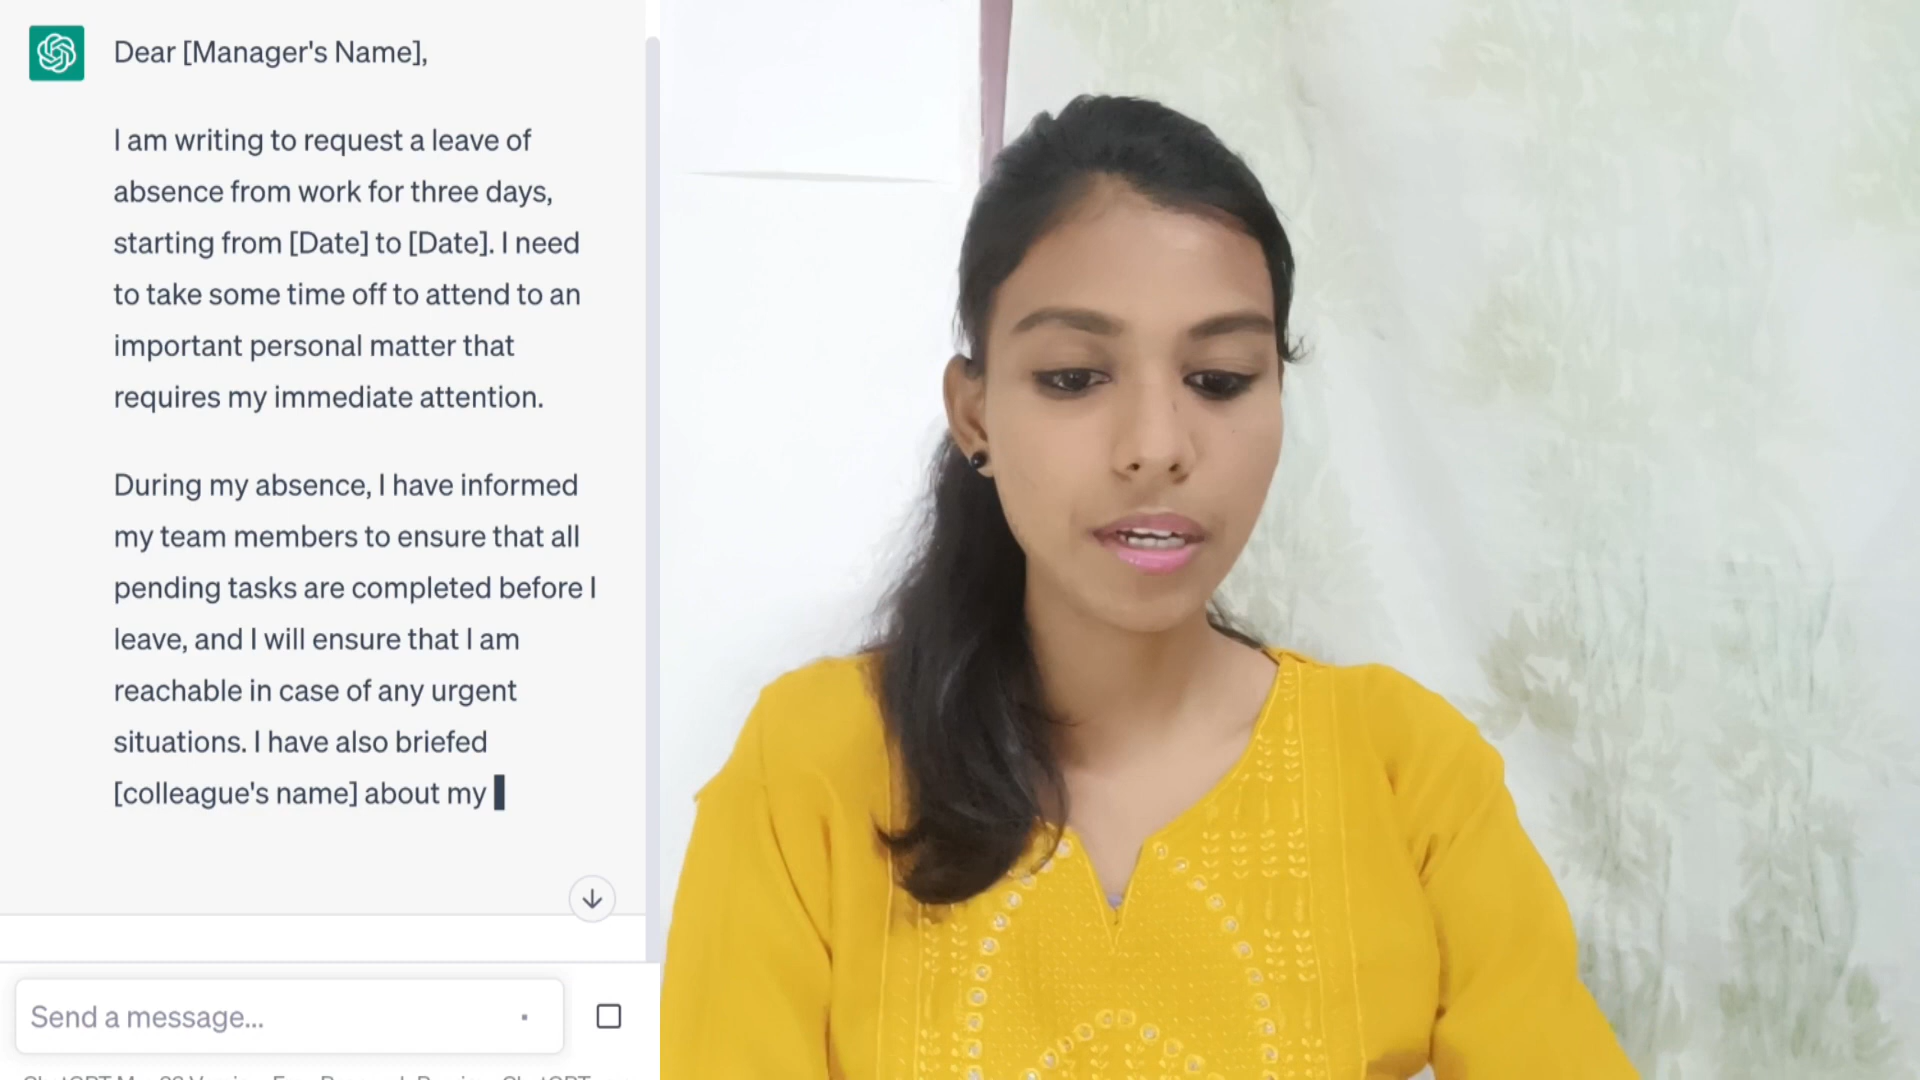 Dear [Manager's Name],
I am writing to request a leave of
absence from work for three days,
starting from [Date] to [Date]. I need
to take some time off to attend to an
important personal matter that
requires my immediate attention.
During my absence, I have informed
my team members to ensure that all
pending tasks are completed before I
leave, and I will ensure that I am
reachable in case of any urgent
situations. I have also briefed
[colleague's name] about my
Send a message...